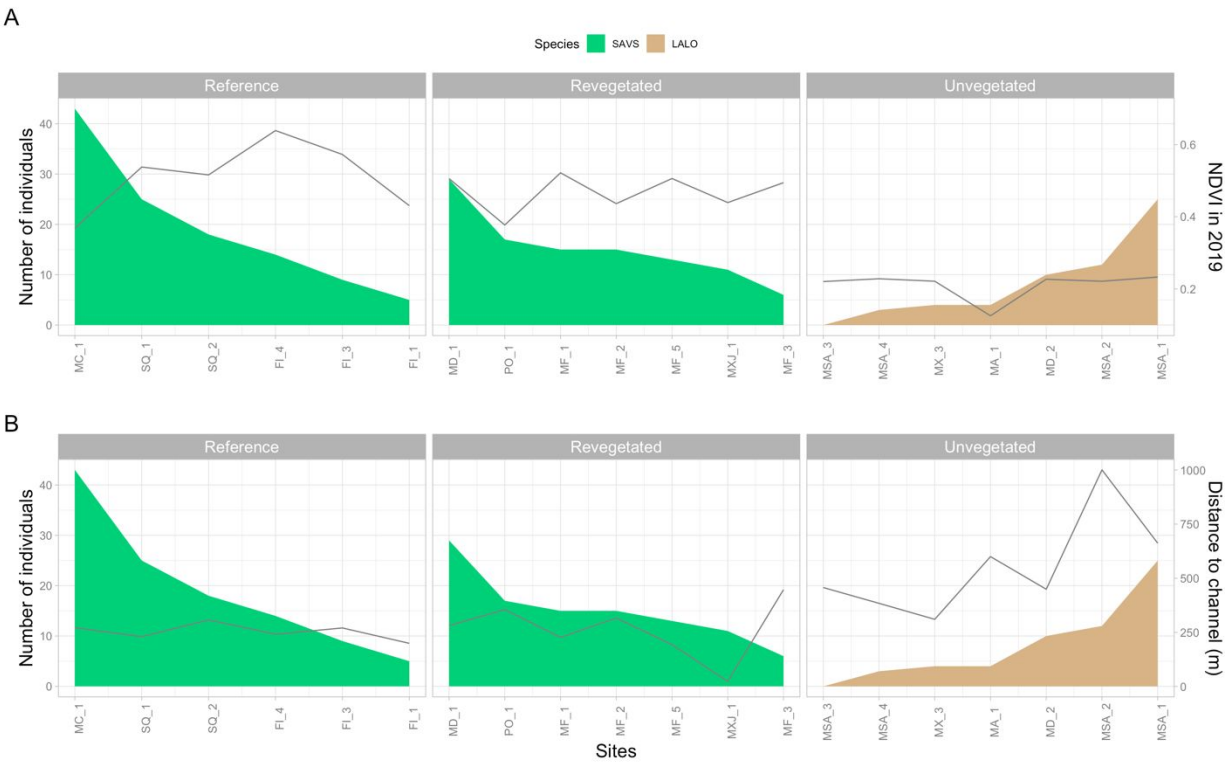 A
Species SAVS LALO
Reference Revegetated Unvegetated
Number of individuals
40
30
20
10
0
0.6
0.4
0.2
NDVI in 2019
MC_1 SQ_1 SQ_2 FI_4 FI_3 FI_1 MD_1 PO_1 MF_1 MF_2 MF_5 MXJ_1 MF_3 MSA_3 MSA_4 MX_3 MA_1 MD_2 MSA_2 MSA_1
B
Reference Revegetated Unvegetated
Number of individuals
40
30
20
10
0
1000
750
500
250
0
Distance to channel (m)
MC_1 SQ_1 SQ_2 FI_4 FI_3 FI_1 MD_1 PO_1 MF_1 MF_2 MF_5 MXJ_1 MF_3 MSA_3 MSA_4 MX_3 MA_1 MD_2 MSA_2 MSA_1
Sites